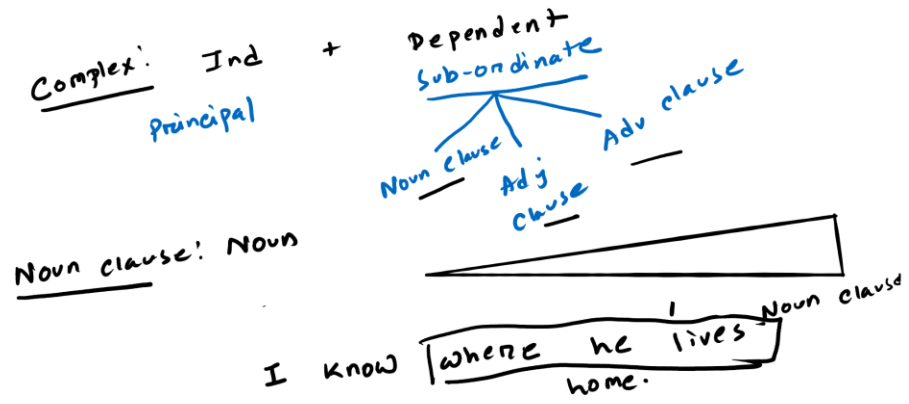 Complex: Ind + Dependent
Principal Sub-ordinate
Noun clause Adj clause Adv clause
Noun clause: Noun
Noun clause
I know where he lives
home.